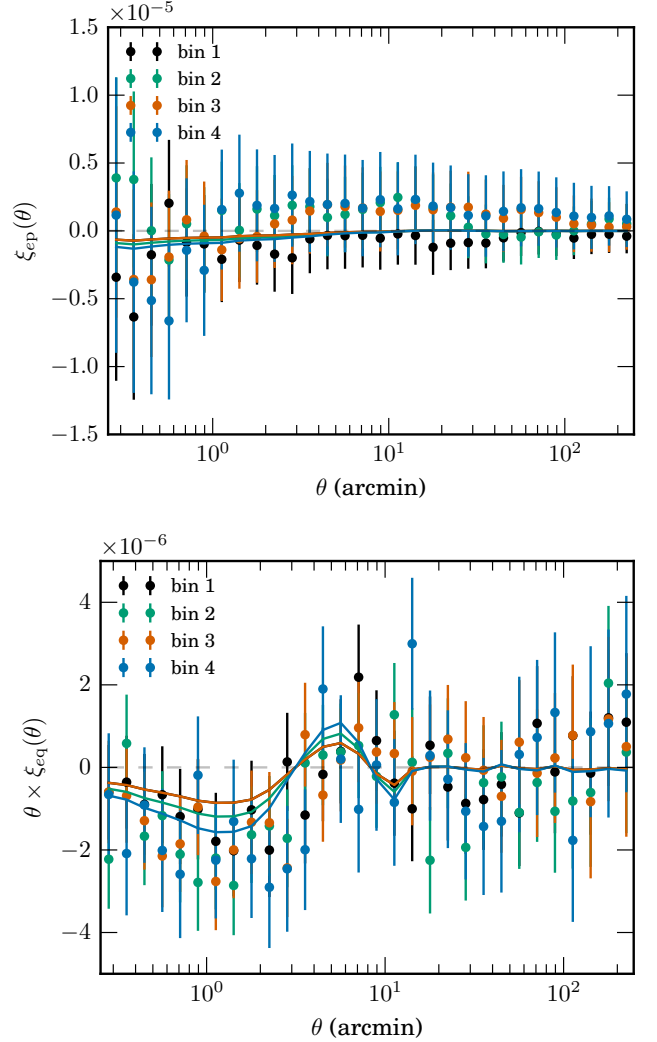 ×10⁻⁵
1.5
bin 1
bin 2
bin 3
bin 4
1.0
0.5
0.0
−0.5
−1.0
−1.5
ξ_ep(θ)
10⁰ 10¹ 10²
θ (arcmin)
×10⁻⁶
bin 1
bin 2
bin 3
bin 4
4
2
0
−2
−4
θ × ξ_eq(θ)
10⁰ 10¹ 10²
θ (arcmin)